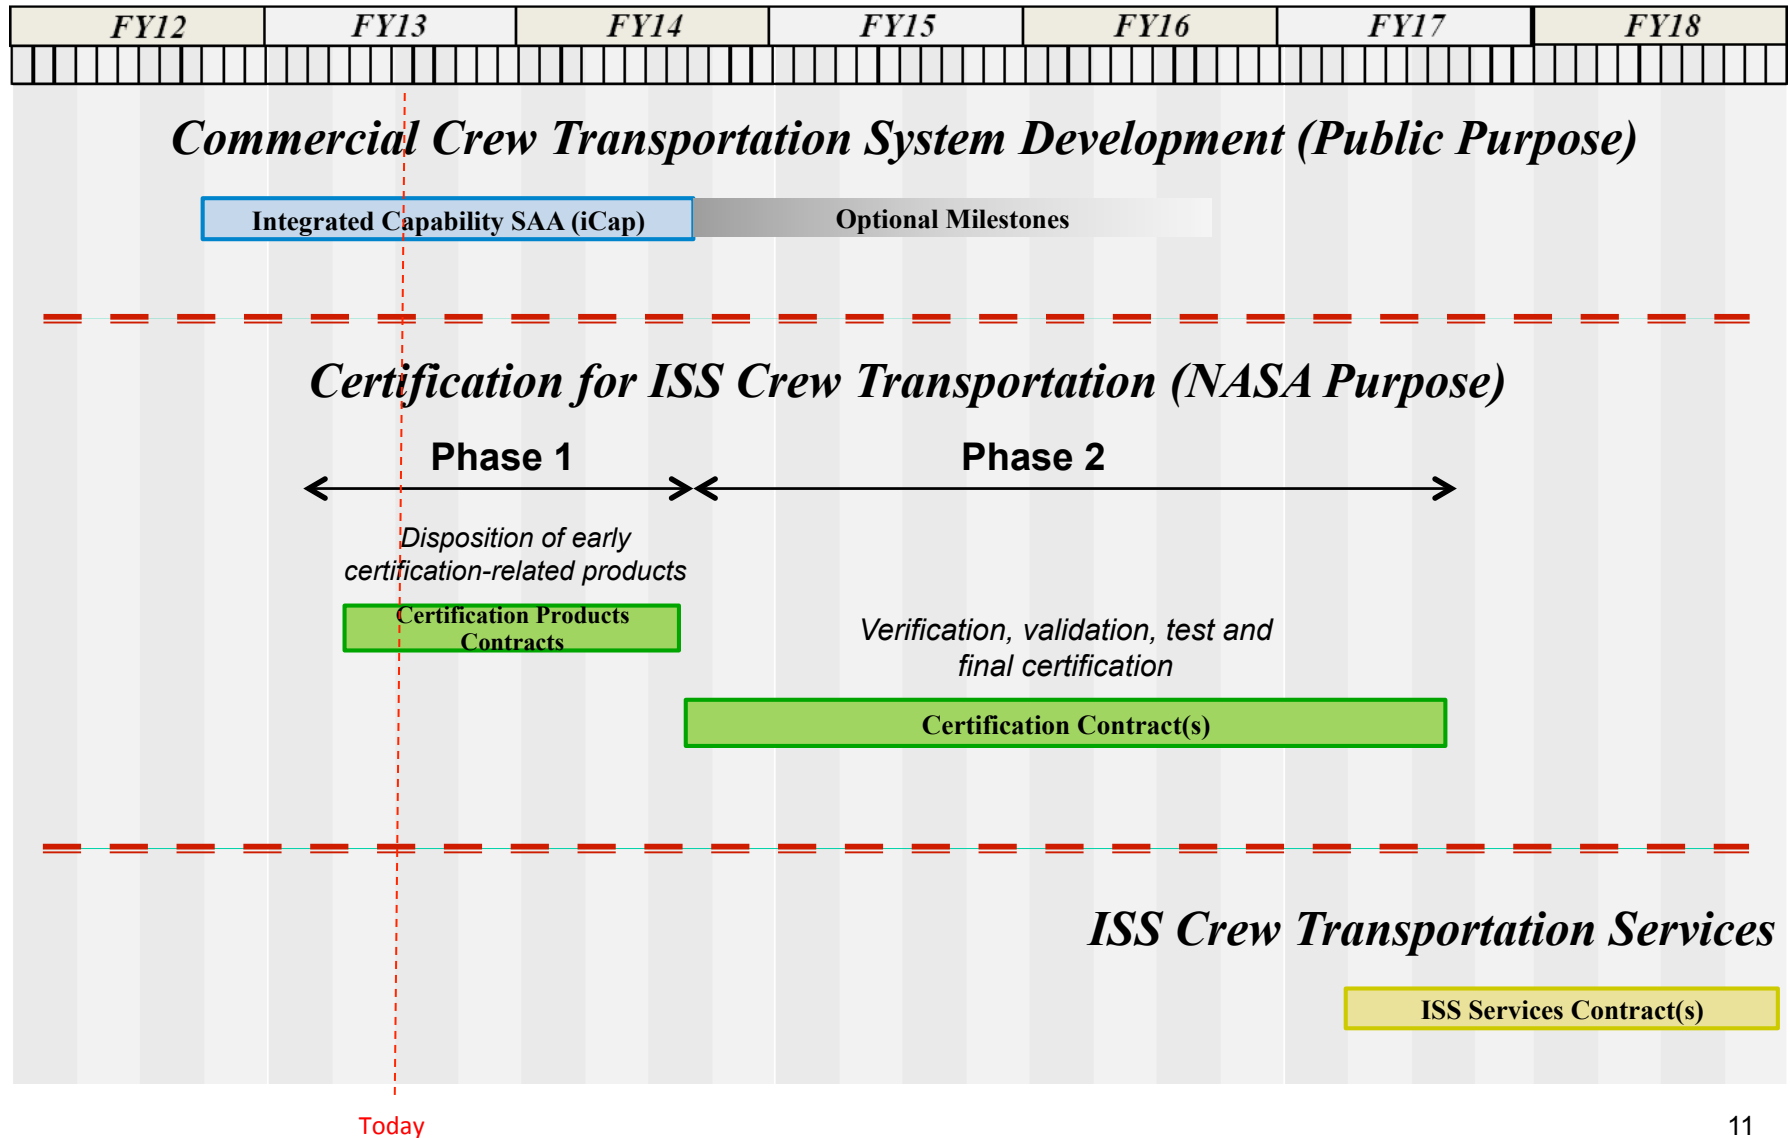 FY12 FY13 FY14 FY15 FY16 FY17 FY18
Commercial Crew Transportation System Development (Public Purpose)
Integrated Capability SAA (iCap) Optional Milestones
Certification for ISS Crew Transportation (NASA Purpose)
Phase 1 Phase 2
Disposition of early
certification-related products
Certification Products
Contracts
Verification, validation, test and
final certification
Certification Contract(s)
ISS Crew Transportation Services
ISS Services Contract(s)
Today
11